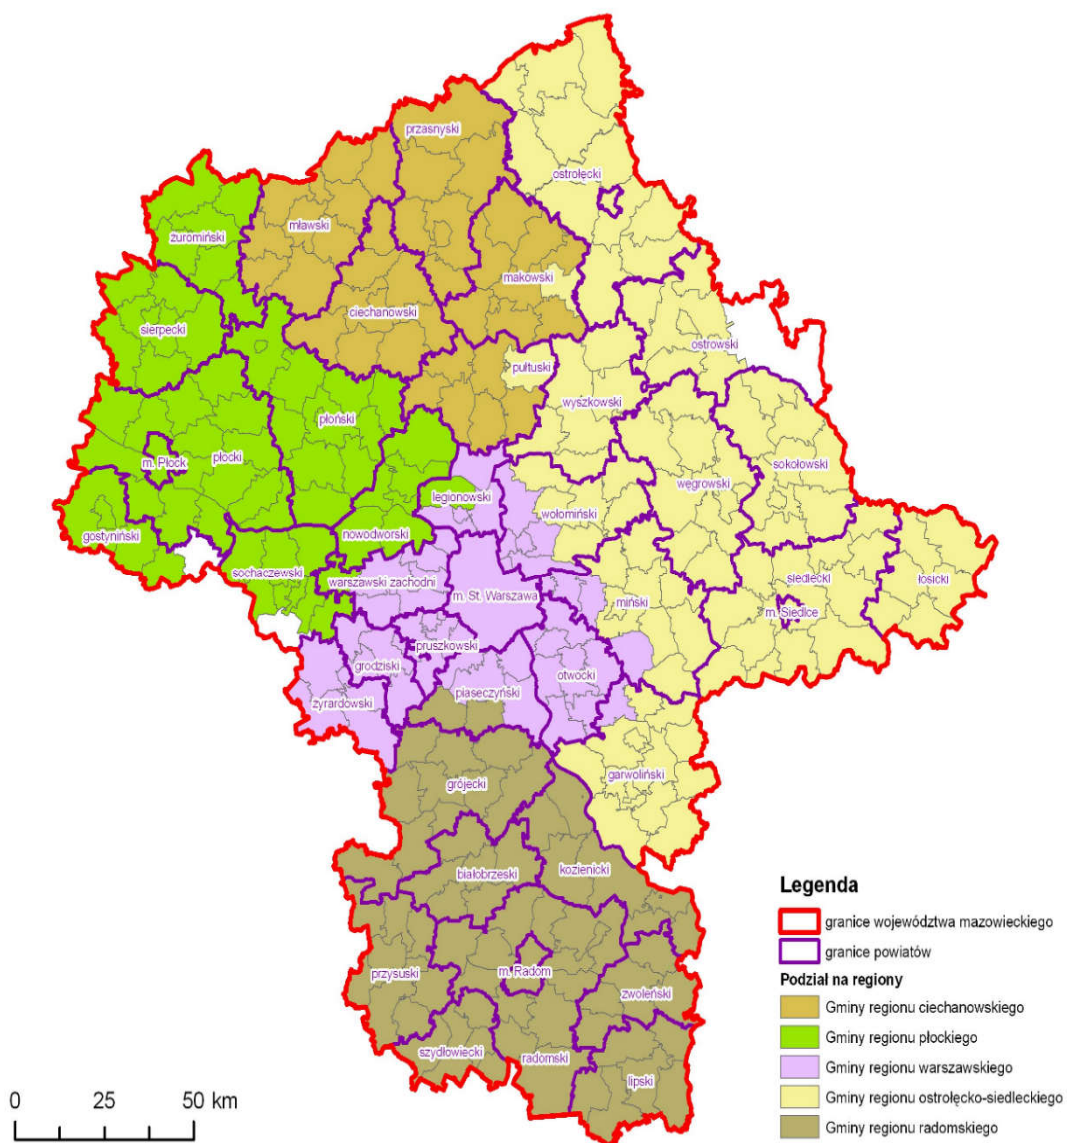 przasnyski
ostrołęcki
mławski
żuromiński
makowski
ciechanowski
sierpecki
ostrowski
pułtuski
wyszkowski
płoński
płocki
m. Płock
sokołowski
węgrowski
legionowski
wołomiński
gostyniński
nowodworski
sochaczewski
warszawski zachodni
siedlecki
łosicki
m. St. Warszawa
miński
m. Siedlce
pruszkowski
grodziski
otwocki
piaseczyński
żyrardowski
garwoliński
grójecki
białobrzeski
kozienicki
przysuski
m. Radom
zwoleński
szydłowiecki
radomski
lipski
Legenda
granice województwa mazowieckiego
granice powiatów
Podział na regiony
Gminy regionu ciechanowskiego
Gminy regionu płockiego
Gminy regionu warszawskiego
Gminy regionu ostrołęcko-siedleckiego
Gminy regionu radomskiego
0 25 50 km